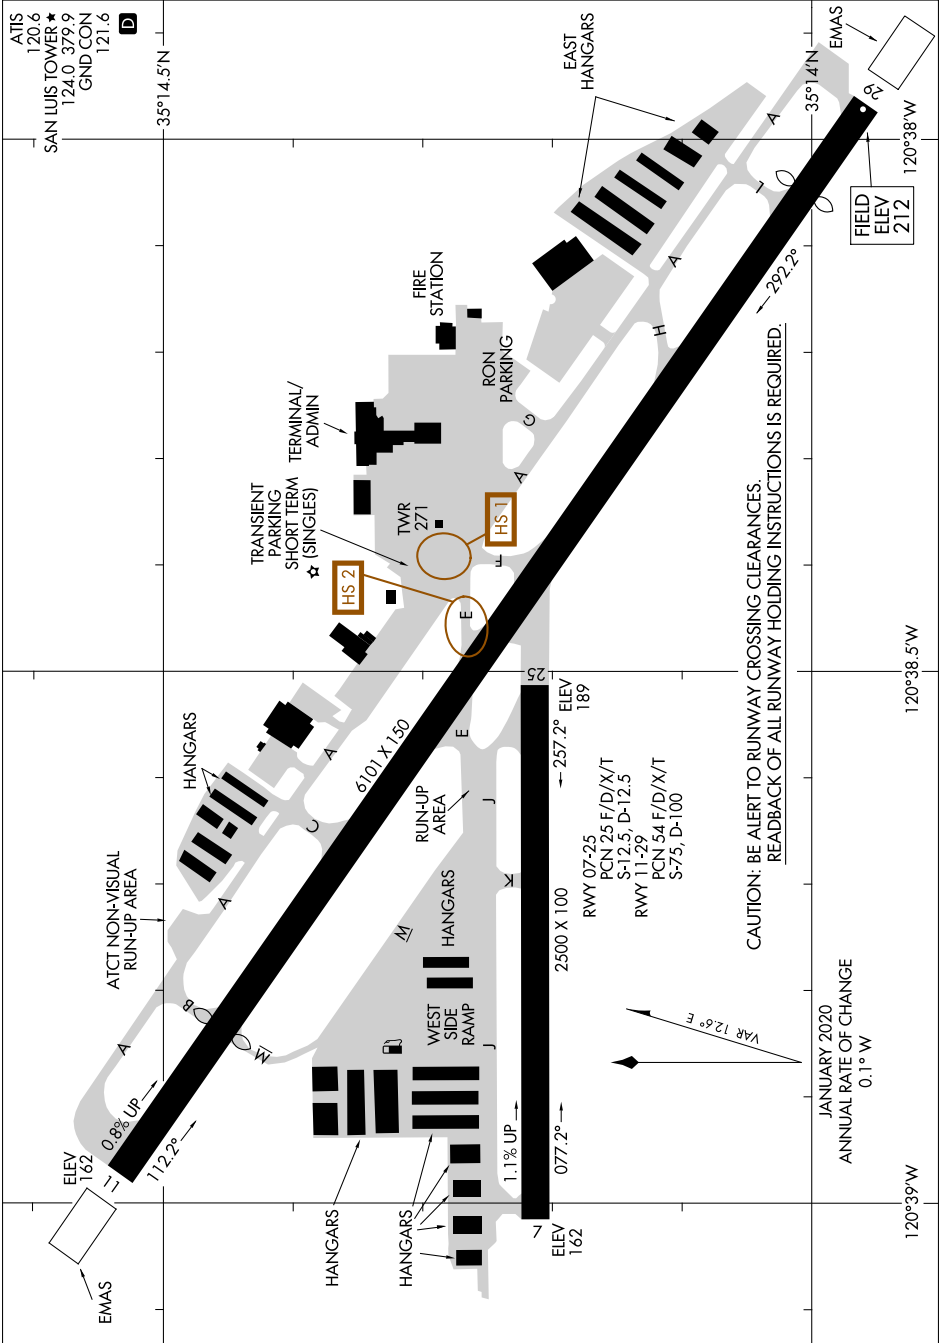 ATIS
120.6
SAN LUIS TOWER ★
124.0 379.9
GND CON
121.6
D
35°14.5'N
35°14'N
EMAS
29
120°38'W
FIELD
ELEV
212
EAST
HANGARS
A
L
A
← 292.2°
H
FIRE
STATION
RON
PARKING
G
A
TERMINAL/
ADMIN
TRANSIENT
PARKING
SHORT TERM
(SINGLES)
TWR
271
HS 1
HS 2
F
E
120°38.5'W
25
ELEV
189
← 257.2°
E
J
RUN-UP
AREA
6101 X 150
A
C
HANGARS
A
ATCT NON-VISUAL
RUN-UP AREA
K
M
HANGARS
2500 X 100
RWY 07-25
PCN 25 F/D/X/T
S-12.5, D-12.5
RWY 11-29
PCN 54 F/D/X/T
S-75, D-100
CAUTION: BE ALERT TO RUNWAY CROSSING CLEARANCES.
READBACK OF ALL RUNWAY HOLDING INSTRUCTIONS IS REQUIRED.
B
A
M
WEST
SIDE
RAMP
J
VAR 12.6° E
JANUARY 2020
ANNUAL RATE OF CHANGE
0.1° W
0.8% UP →
112.2° →
ELEV
162
11
EMAS
HANGARS
HANGARS
1.1% UP →
077.2° →
7
ELEV
162
120°39'W